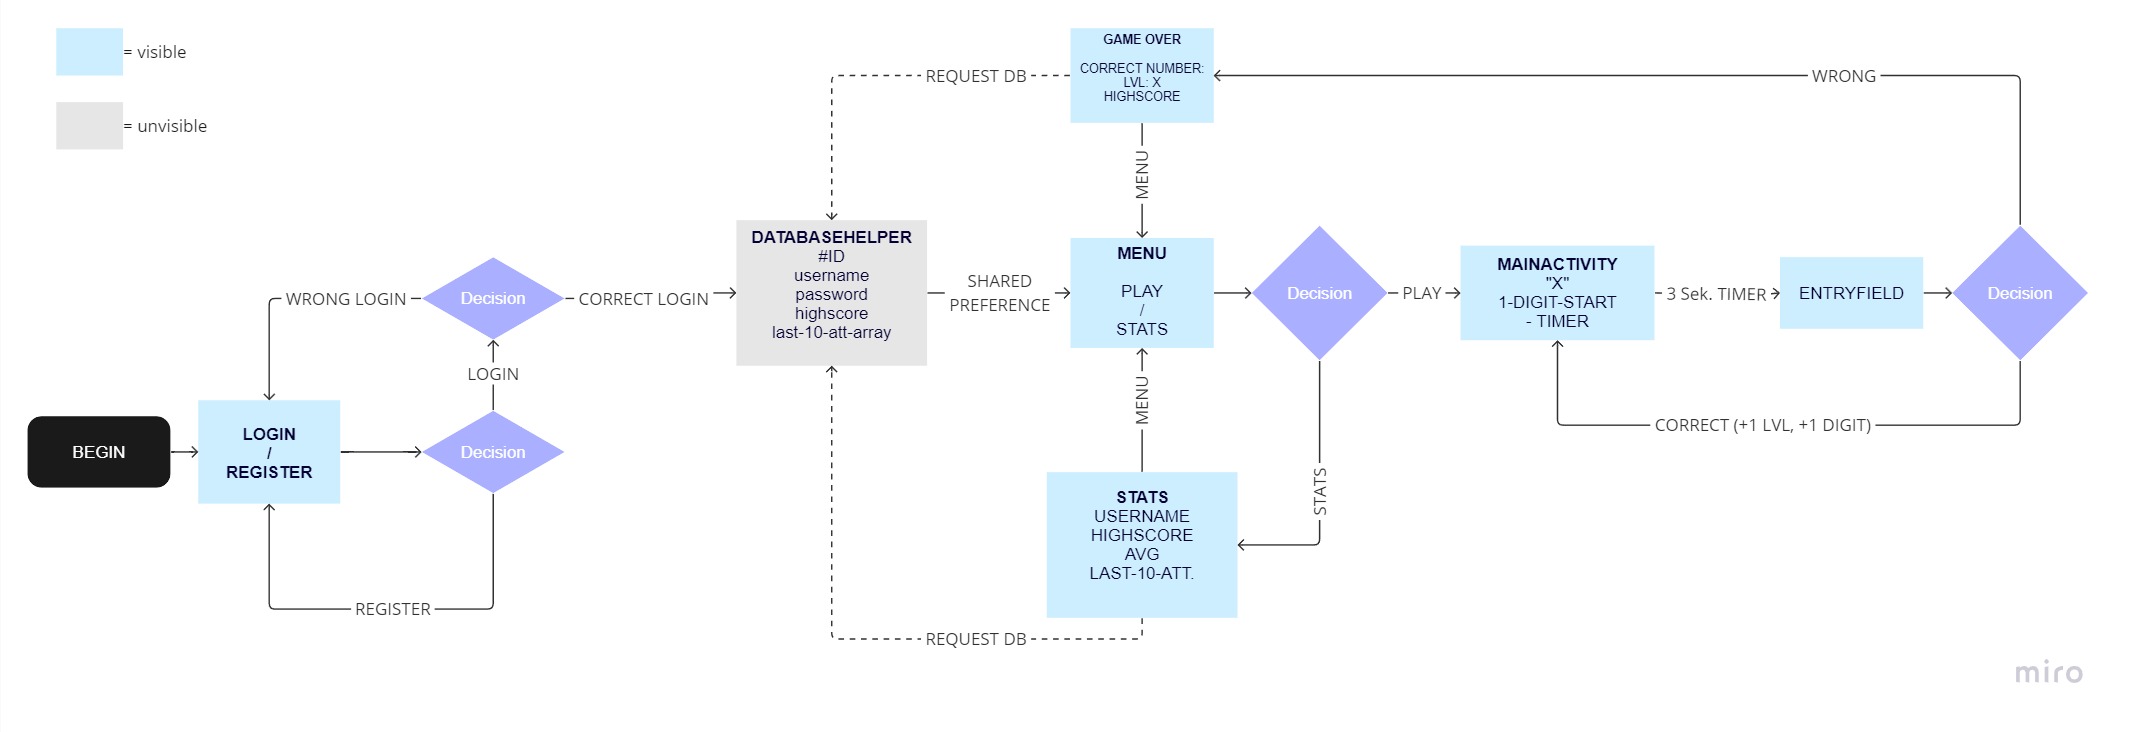 = visible
= unvisible
GAME OVER
CORRECT NUMBER:
LVL: X
HIGHSCORE
REQUEST DB
WRONG
MENU
DATABASEHELPER
#ID
username
password
highscore
last-10-att-array
WRONG LOGIN
Decision
CORRECT LOGIN
SHARED
PREFERENCE
MENU
PLAY
/
STATS
Decision
PLAY
MAINACTIVITY
"X"
1-DIGIT-START
- TIMER
3 Sek. TIMER
ENTRYFIELD
Decision
LOGIN
MENU
CORRECT (+1 LVL, +1 DIGIT)
BEGIN
LOGIN
/
REGISTER
Decision
STATS
STATS
USERNAME
HIGHSCORE
AVG
LAST-10-ATT.
REGISTER
REQUEST DB
miro